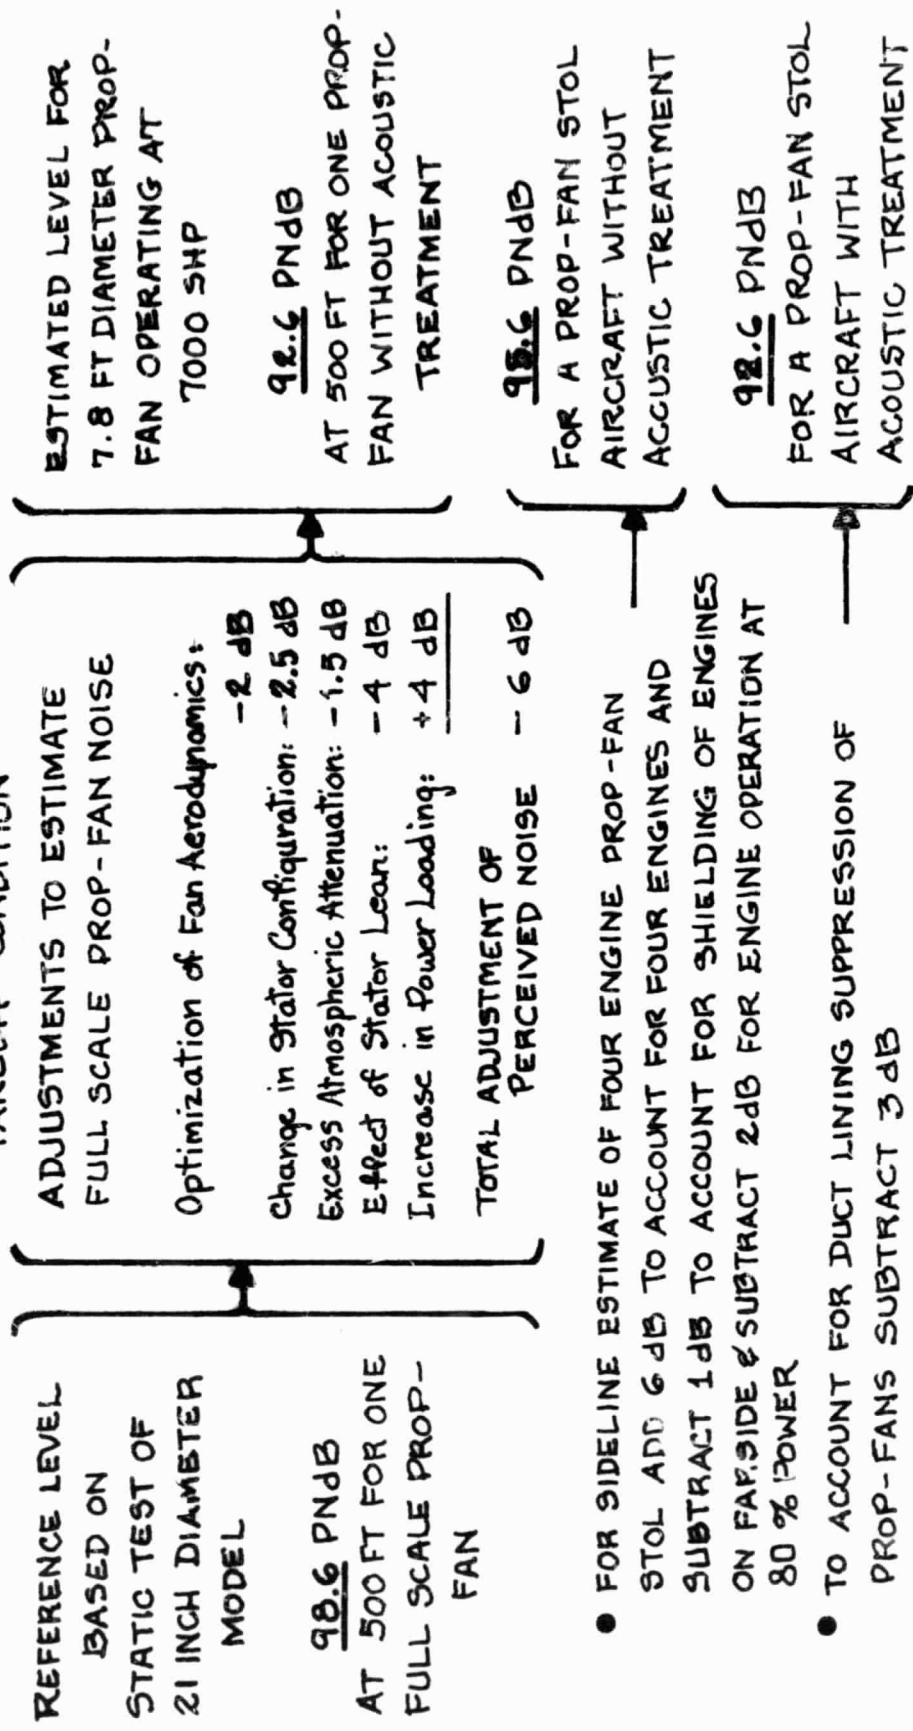 TAKEOFF CONDITION
REFERENCE LEVEL
BASED ON
STATIC TEST OF
21 INCH DIAMETER
MODEL
98.6 PNdB
AT 500 FT FOR ONE
FULL SCALE PROP-
FAN
ADJUSTMENTS TO ESTIMATE
FULL SCALE PROP-FAN NOISE
Optimization of Fan Aerodynamics:
-2 dB
Change in Stator Configuration: -2.5 dB
Excess Atmospheric Attenuation: -1.5 dB
Effect of Stator Lean: -4 dB
Increase in Power Loading: +4 dB
TOTAL ADJUSTMENT OF
PERCEIVED NOISE -6 dB
ESTIMATED LEVEL FOR
7.8 FT DIAMETER PROP-
FAN OPERATING AT
7000 SHP
92.6 PNdB
AT 500 FT FOR ONE PROP-
FAN WITHOUT ACOUSTIC
TREATMENT
• FOR SIDELINE ESTIMATE OF FOUR ENGINE PROP-FAN
STOL ADD 6 dB TO ACCOUNT FOR FOUR ENGINES AND
SUBTRACT 1 dB TO ACCOUNT FOR SHIELDING OF ENGINES
ON FARSIDE & SUBTRACT 2dB FOR ENGINE OPERATION AT
80 % POWER
95.6 PNdB
FOR A PROP-FAN STOL
AIRCRAFT WITHOUT
ACCUSTIC TREATMENT
• TO ACCOUNT FOR DUCT LINING SUPPRESSION OF
PROP-FANS SUBTRACT 3 dB
92.6 PNdB
FOR A PROP-FAN STOL
AIRCRAFT WITH
ACOUSTIC TREATMENT